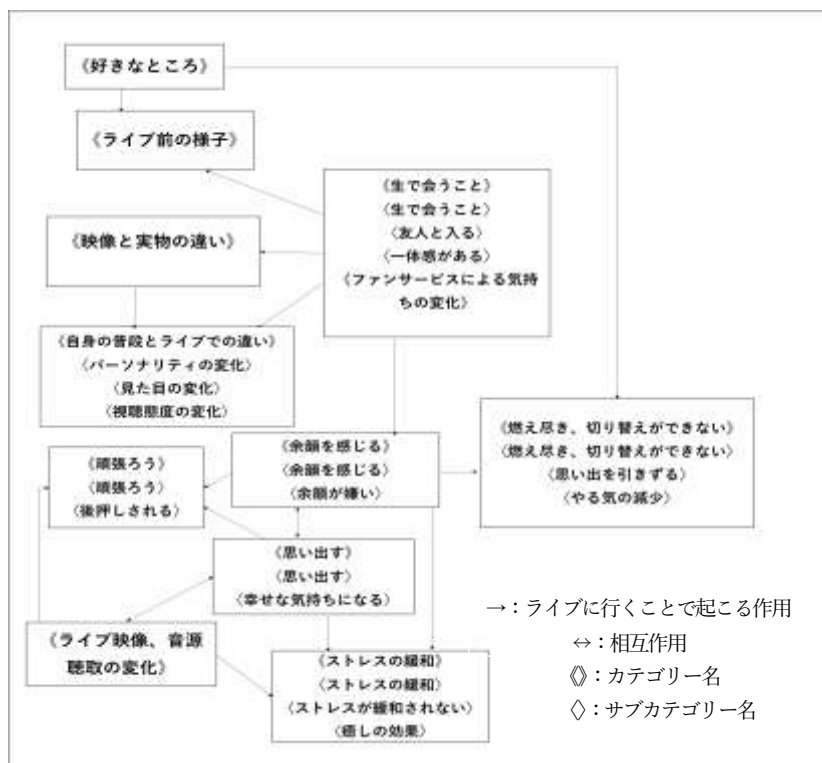 《好きなところ》
《ライブ前の様子》
《生で会うこと》
〈生で会うこと〉
〈友人と入る〉
〈一体感がある〉
〈ファンサービスによる気持
ちの変化〉
《映像と実物の違い》
《自身の普段とライブでの違い》
〈パーソナリティの変化〉
〈見た目の変化〉
〈視聴態度の変化〉
《燃え尽き、切り替えができない》
〈燃え尽き、切り替えができない〉
〈思い出を引きずる〉
〈やる気の減少〉
《余韻を感じる》
〈余韻を感じる〉
〈余韻が嫌い〉
《頑張ろう》
〈頑張ろう〉
〈後押しされる〉
《思い出す》
〈思い出す〉
〈幸せな気持ちになる〉
《ライブ映像、音源
聴取の変化》
《ストレスの緩和》
〈ストレスの緩和〉
〈ストレスが緩和されない〉
〈癒しの効果〉
→：ライブに行くことで起こる作用
↔：相互作用
《》：カテゴリー名
〈〉：サブカテゴリー名